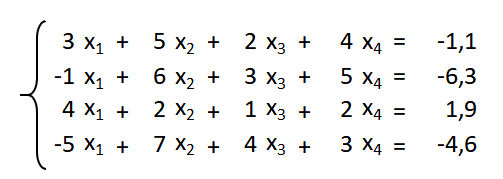 3 x₁ + 5 x₂ + 2 x₃ + 4 x₄ = -1,1
-1 x₁ + 6 x₂ + 3 x₃ + 5 x₄ = -6,3
4 x₁ + 2 x₂ + 1 x₃ + 2 x₄ = 1,9
-5 x₁ + 7 x₂ + 4 x₃ + 3 x₄ = -4,6